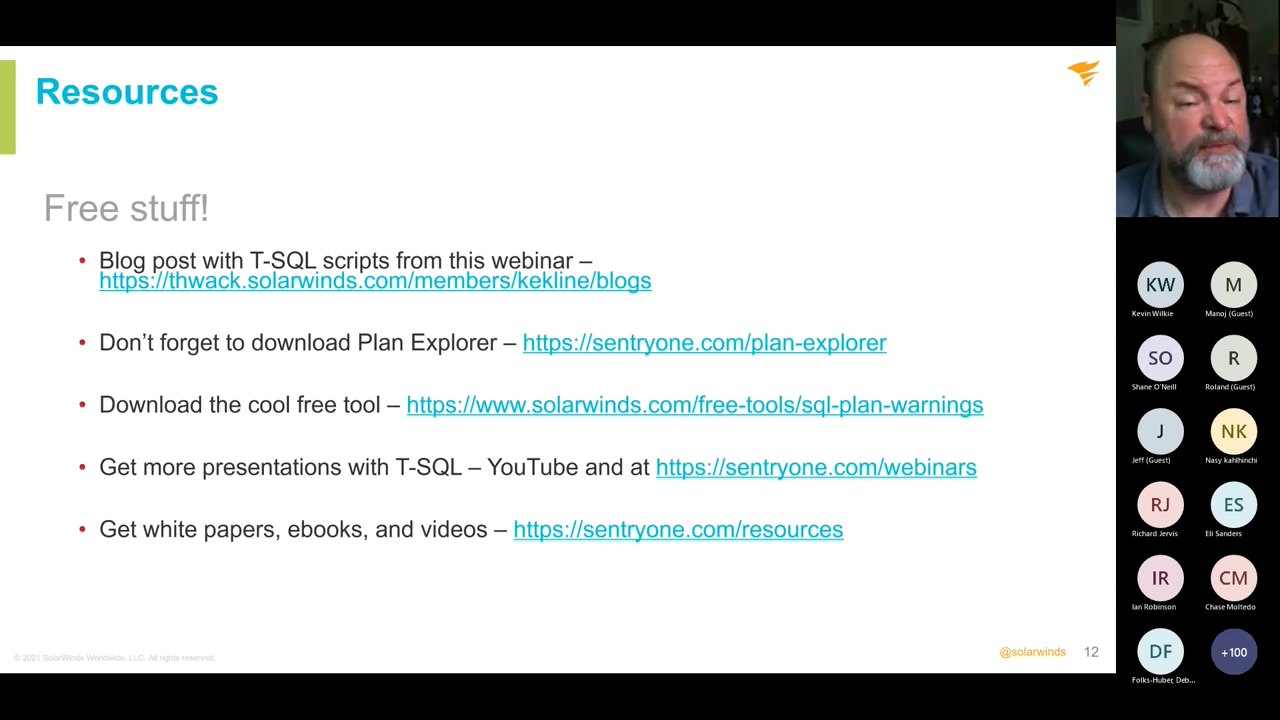 Resources
Free stuff!
• Blog post with T-SQL scripts from this webinar –
https://thwack.solarwinds.com/members/kekline/blogs
• Don’t forget to download Plan Explorer – https://sentryone.com/plan-explorer
• Download the cool free tool – https://www.solarwinds.com/free-tools/sql-plan-warnings
• Get more presentations with T-SQL – YouTube and at https://sentryone.com/webinars
• Get white papers, ebooks, and videos – https://sentryone.com/resources
© 2021 SolarWinds Worldwide, LLC. All rights reserved.
@solarwinds 12
KW M
Kevin Wilkie Manoj (Guest)
SO R
Shane O'Neill Roland (Guest)
J NK
Jeff (Guest) Nasy kahlhinchi
RJ ES
Richard Jervis Eli Sanders
IR CM
Ian Robinson Chase Moltedo
DF +100
Folks-Huber, Deb...